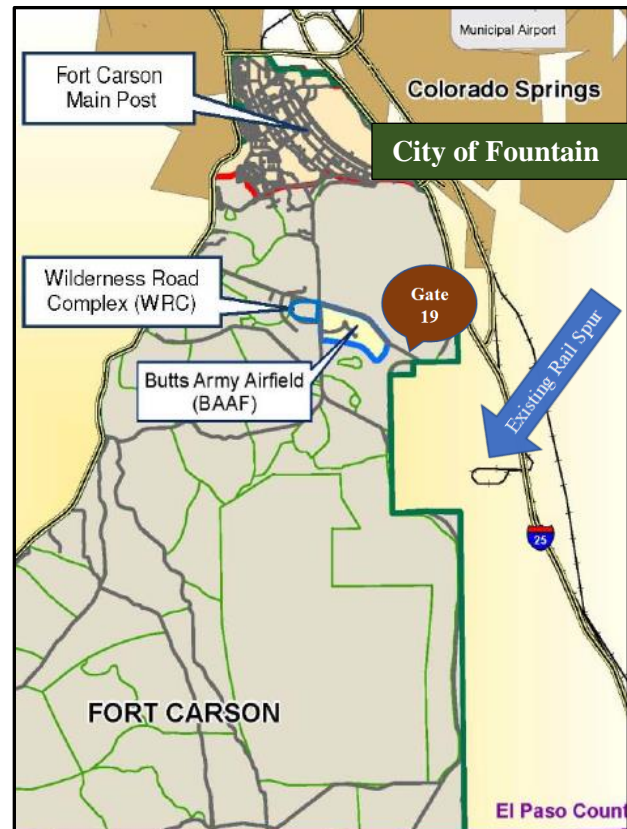 Municipal Airport
Fort Carson
Main Post
Colorado Springs
City of Fountain
Wilderness Road
Complex (WRC)
Gate
19
Butts Army Airfield
(BAAF)
Existing Rail Spur
25
FORT CARSON
El Paso Count